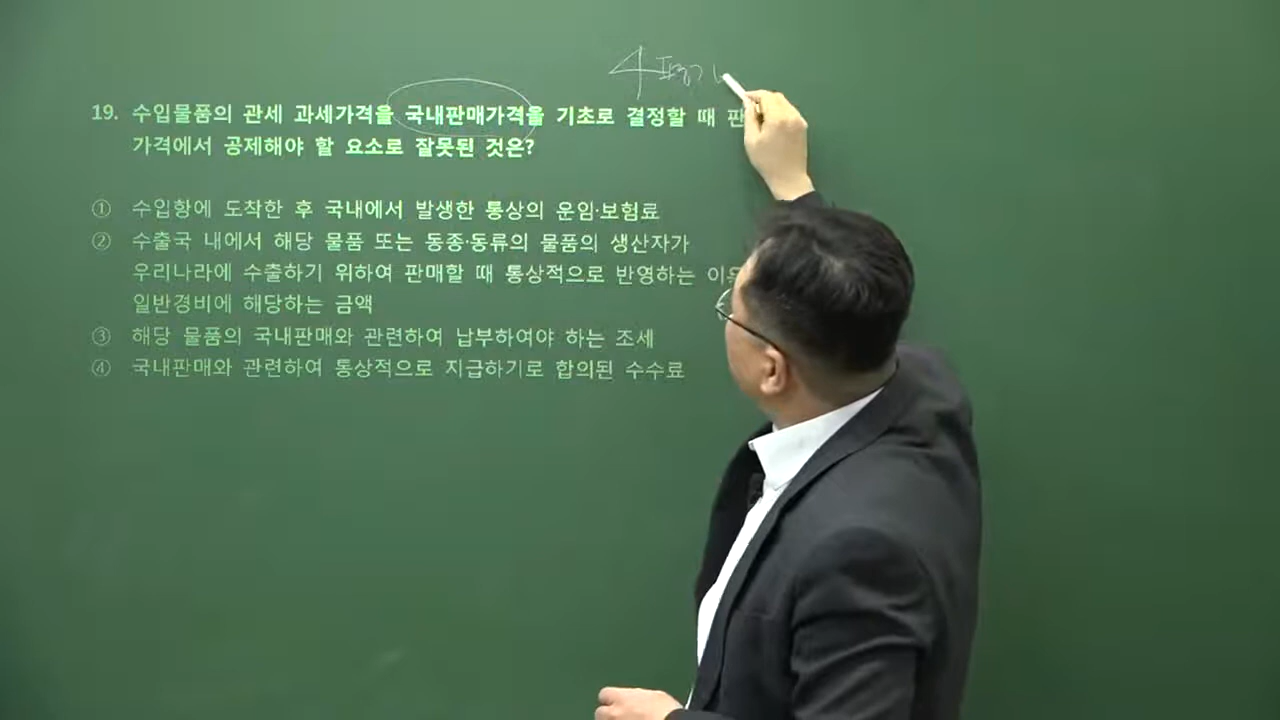 4평가
19. 수입물품의 관세 과세가격을 국내판매가격을 기초로 결정할 때
가격에서 공제해야 할 요소로 잘못된 것은?
① 수입항에 도착한 후 국내에서 발생한 통상의 운임·보험료
② 수출국 내에서 해당 물품 또는 동종·동류의 물품의 생산자가
우리나라에 수출하기 위하여 판매할 때 통상적으로 반영하는
일반경비에 해당하는 금액
③ 해당 물품의 국내판매와 관련하여 납부하여야 하는 조세
④ 국내판매와 관련하여 통상적으로 지급하기로 합의된 수수료